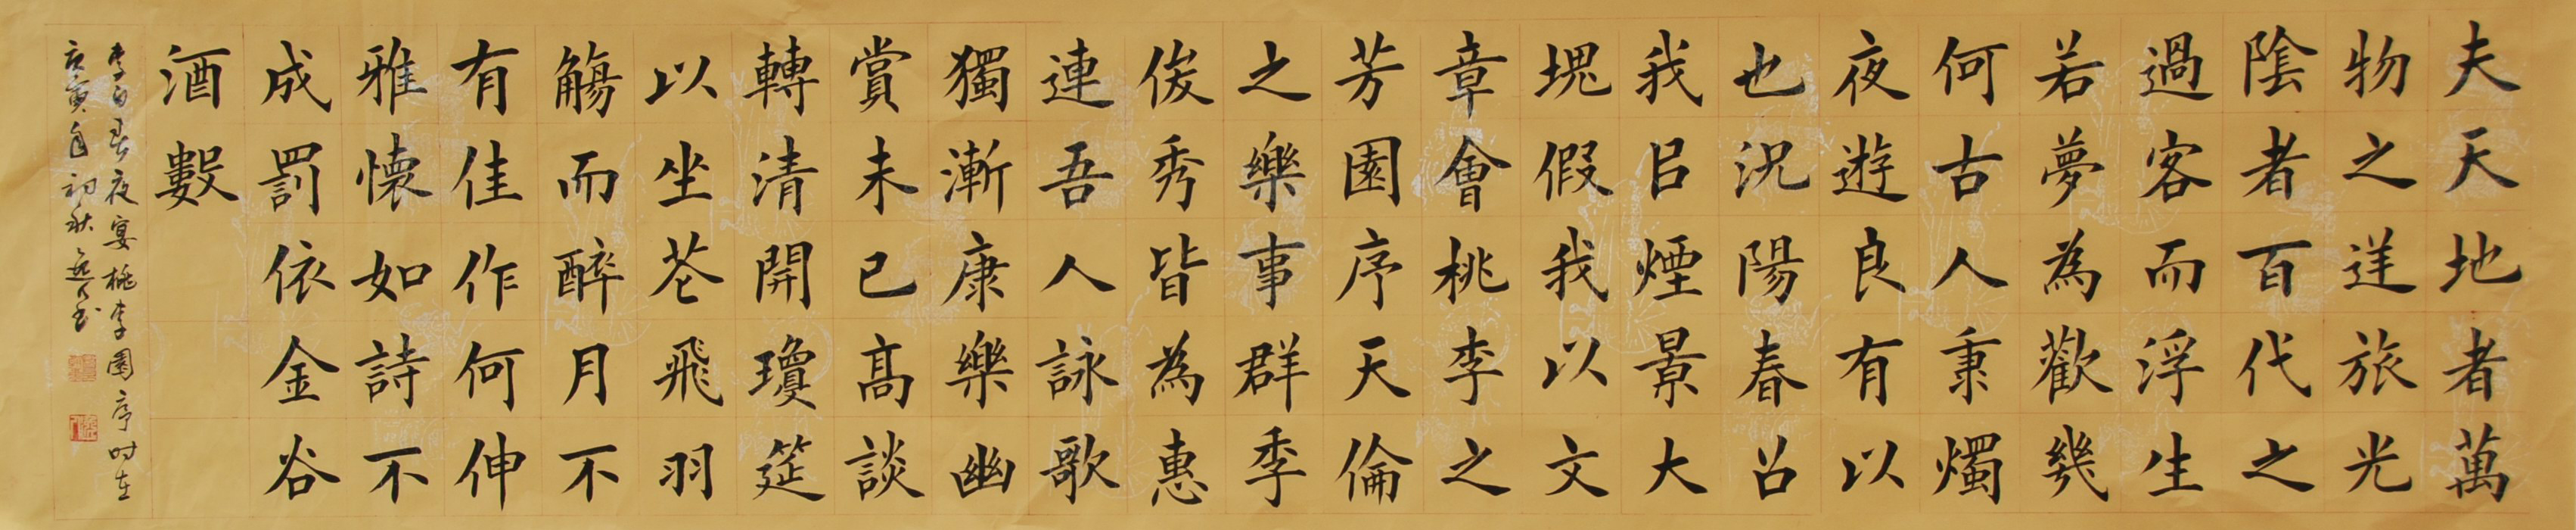 夫天地者萬
物之逆旅光
陰者百代之
過客而浮生
若夢為歡幾
何古人秉燭
夜遊良有以
也況陽春召
我㠯煙景大
塊假我以文
章會桃李之
芳園序天倫
之樂事群季
俊秀皆為惠
連吾人詠歌
獨漸康樂幽
賞未已高談
轉清開瓊筵
以坐花飛羽
觴而醉月不
有佳作何伸
雅懷如詩不
成罰依金谷
酒數
李白春夜宴桃李園序时在
庚寅年初秋